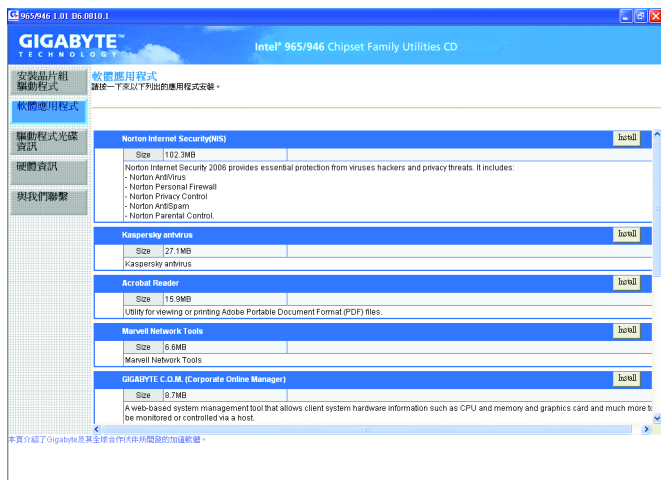 965/946 1.01 B6.0810.1
GIGABYTE™
TECHNOLOGY
Intel® 965/946 Chipset Family Utilities CD
安裝晶片組
驅動程式
軟體應用程式
驅動程式光碟
資訊
硬體資訊
與我們聯繫
軟體應用程式
請按一下來以下列出的應用程式安裝。
Norton Internet Security(NIS)
Install
Size 102.3MB
Norton Internet Security 2006 provides essential protection from viruses hackers and privacy threats. It includes:
- Norton AntiVirus
- Norton Personal Firewall
- Norton Privacy Control
- Norton AntiSpam
- Norton Parental Control.
Kaspersky antvirus
Install
Size 27.1MB
Kaspersky antvirus
Acrobat Reader
Install
Size 15.9MB
Utility for viewing or printing Adobe Portable Document Format (PDF) files.
Marvell Network Tools
Install
Size 6.6MB
Marvell Network Tools
GIGABYTE C.O.M. (Corporate Online Manager)
Install
Size 8.7MB
A web-based system management tool that allows client system hardware information such as CPU and memory and graphics card and much more to
be monitored or controlled via a host.
本頁介紹了Gigabyte及其全球合作伙伴所開發的加值軟體。